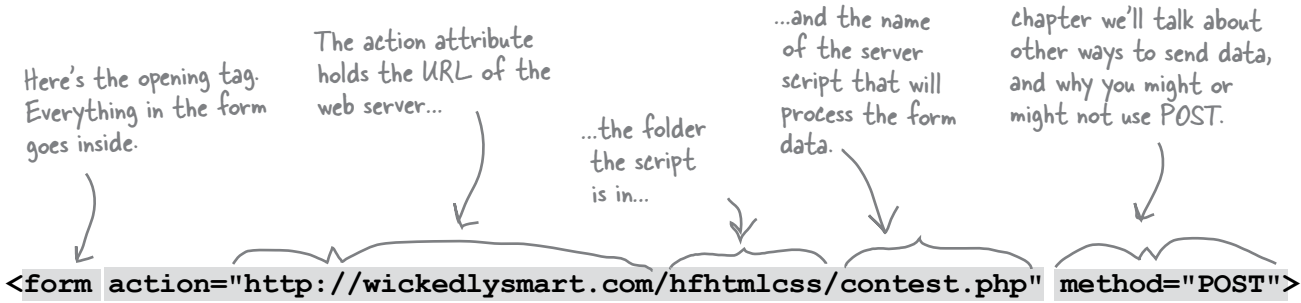 Here's the opening tag.
Everything in the form
goes inside.
The action attribute
holds the URL of the
web server...
...the folder
the script
is in...
...and the name
of the server
script that will
process the form
data.
chapter we'll talk about
other ways to send data,
and why you might or
might not use POST.
<form action="http://wickedlysmart.com/hfhtmlcss/contest.php" method="POST">